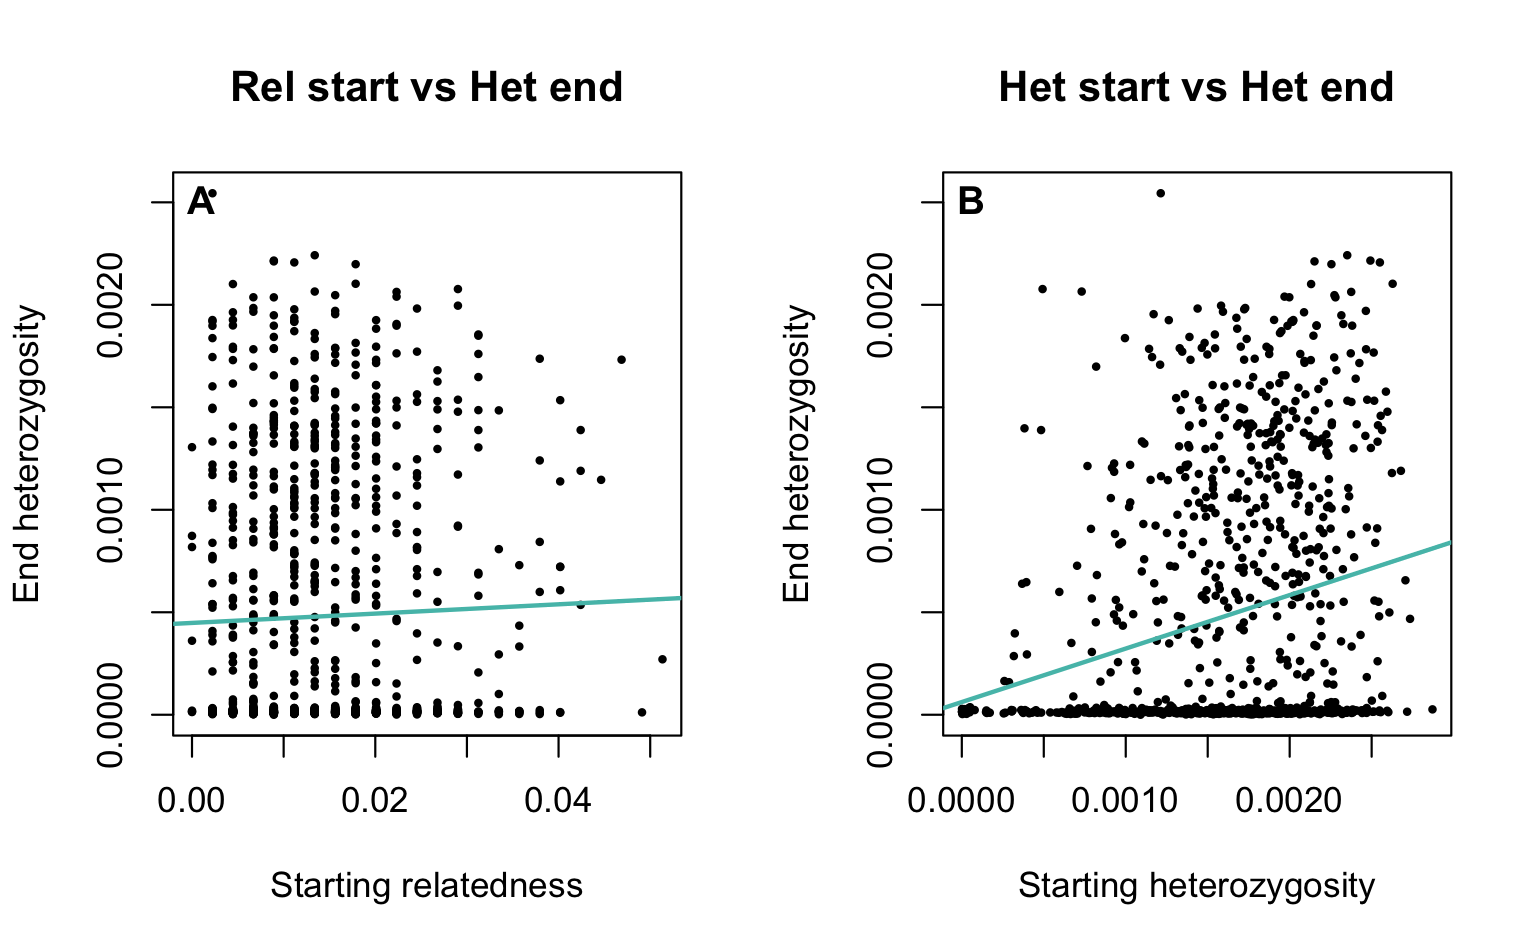 Rel start vs Het end
A
End heterozygosity
0.0000
0.0010
0.0020
0.00
0.02
0.04
Starting relatedness
Het start vs Het end
B
End heterozygosity
0.0000
0.0010
0.0020
0.0000
0.0010
0.0020
Starting heterozygosity